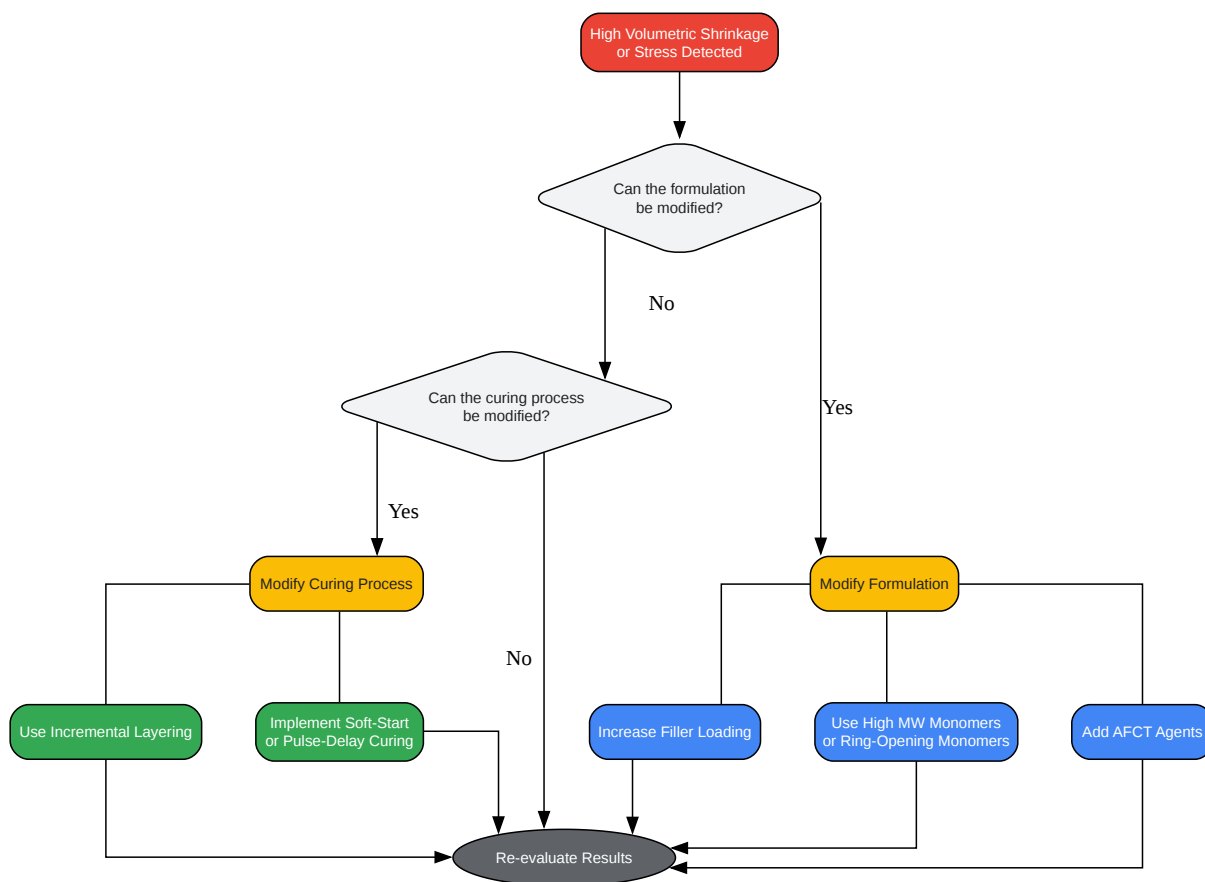 High Volumetric Shrinkage
or Stress Detected
Can the formulation
be modified?
No
Can the curing process
be modified?
Yes
Yes
Modify Curing Process
Modify Formulation
No
Use Incremental Layering
Implement Soft-Start
or Pulse-Delay Curing
Increase Filler Loading
Use High MW Monomers
or Ring-Opening Monomers
Add AFCT Agents
Re-evaluate Results